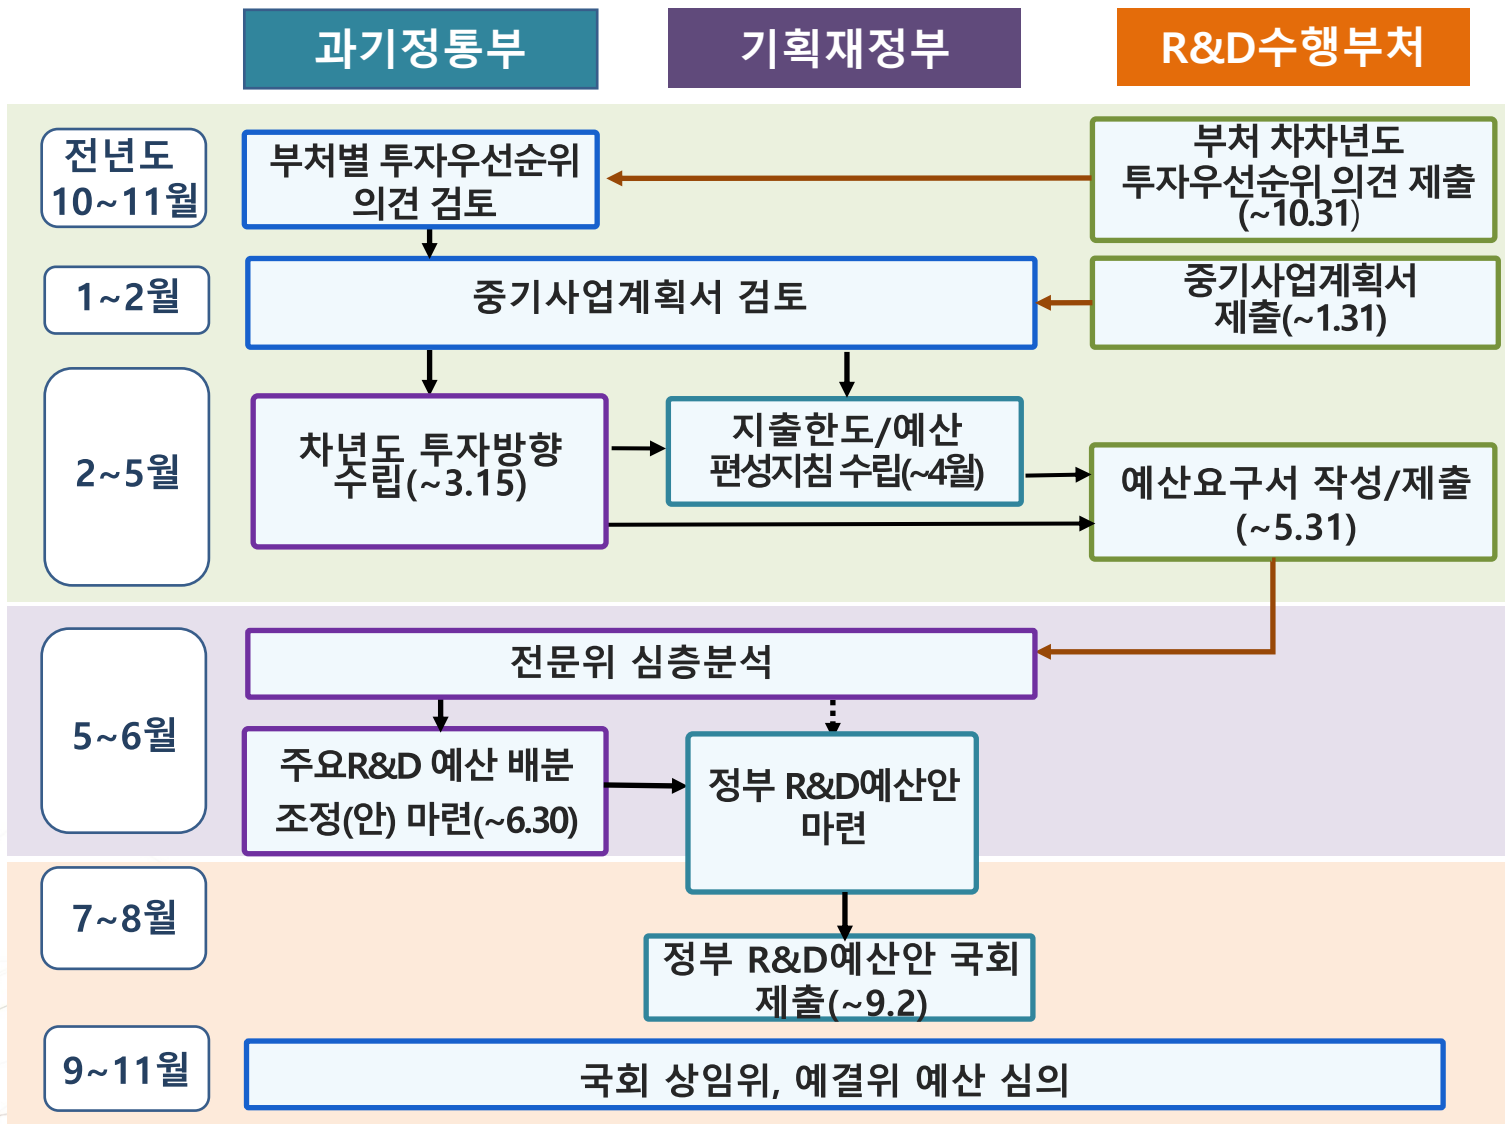 과기정통부
기획재정부
R&D수행부처
전년도
10~11월
부처별 투자우선순위
의견 검토
부처 차차년도
투자우선순위 의견 제출
(~10.31)
1~2월
중기사업계획서 검토
중기사업계획서
제출(~1.31)
2~5월
차년도 투자방향
수립(~3.15)
지출한도/예산
편성지침 수립(~4월)
예산요구서 작성/제출
(~5.31)
5~6월
전문위 심층분석
주요R&D 예산 배분
조정(안) 마련(~6.30)
정부 R&D예산안
마련
7~8월
정부 R&D예산안 국회
제출(~9.2)
9~11월
국회 상임위, 예결위 예산 심의